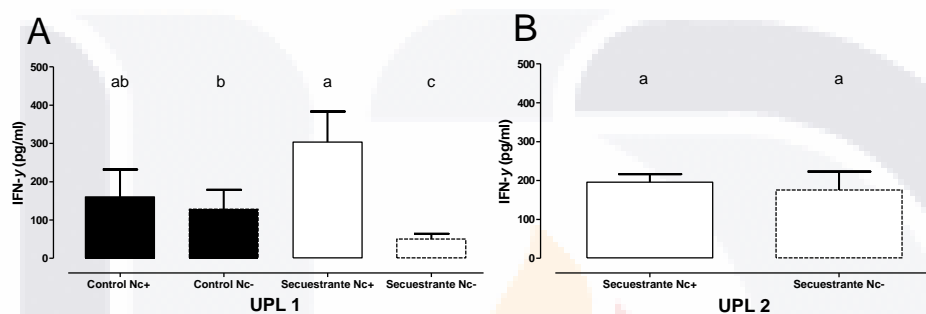 A
IFN-y (pg/ml)
500
400
300
200
100
0
ab
b
a
c
Control Nc+
Control Nc-
Secuestrante Nc+
Secuestrante Nc-
UPL 1
B
IFN-y (pg/ml)
500
400
300
200
100
0
a
a
Secuestrante Nc+
Secuestrante Nc-
UPL 2